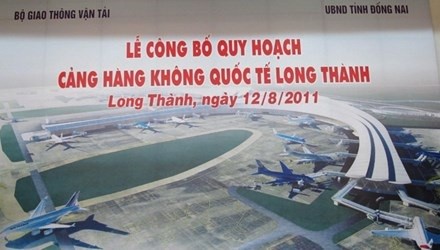 BỘ GIAO THÔNG VẬN TẢI
UBND TỈNH ĐỒNG NAI
LỄ CÔNG BỐ QUY HOẠCH
CẢNG HÀNG KHÔNG QUỐC TẾ LONG THÀNH
Long Thành, ngày 12/8/2011